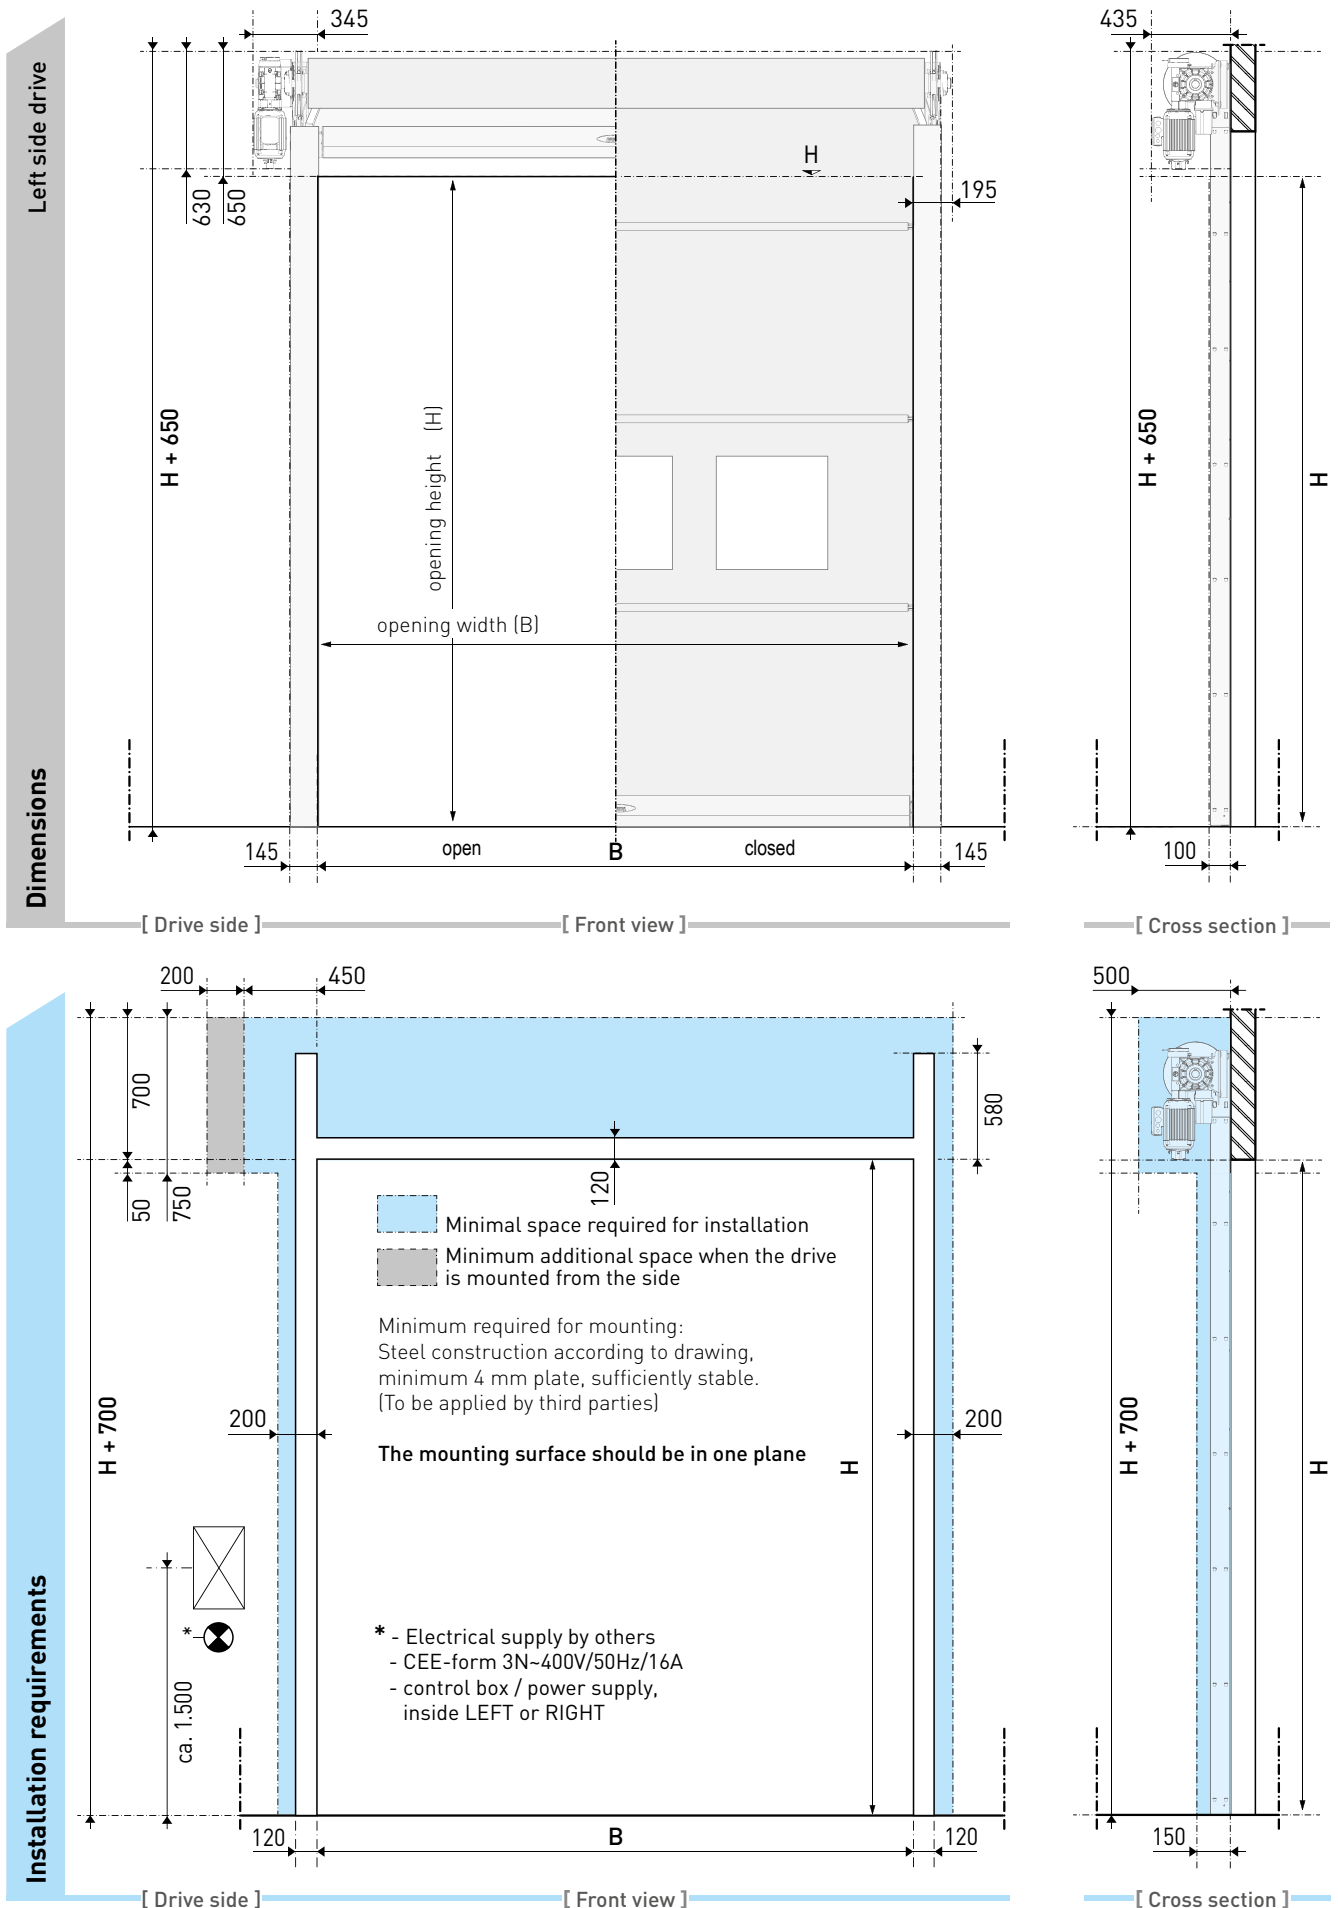 345
435
Left side drive
H
195
630
650
H + 650
opening height (H)
opening width (B)
H + 650
H
Dimensions
145
open
B
closed
145
100
[ Drive side ]
[ Front view ]
[ Cross section ]
200
450
500
700
580
50
750
120
Minimal space required for installation
Minimum additional space when the drive
is mounted from the side
Minimum required for mounting:
Steel construction according to drawing,
minimum 4 mm plate, sufficiently stable.
(To be applied by third parties)
200
200
The mounting surface should be in one plane
H + 700
H
H + 700
H
Installation requirements
*
ca. 1.500
* - Electrical supply by others
- CEE-form 3N~400V/50Hz/16A
- control box / power supply,
inside LEFT or RIGHT
120
B
120
150
[ Drive side ]
[ Front view ]
[ Cross section ]